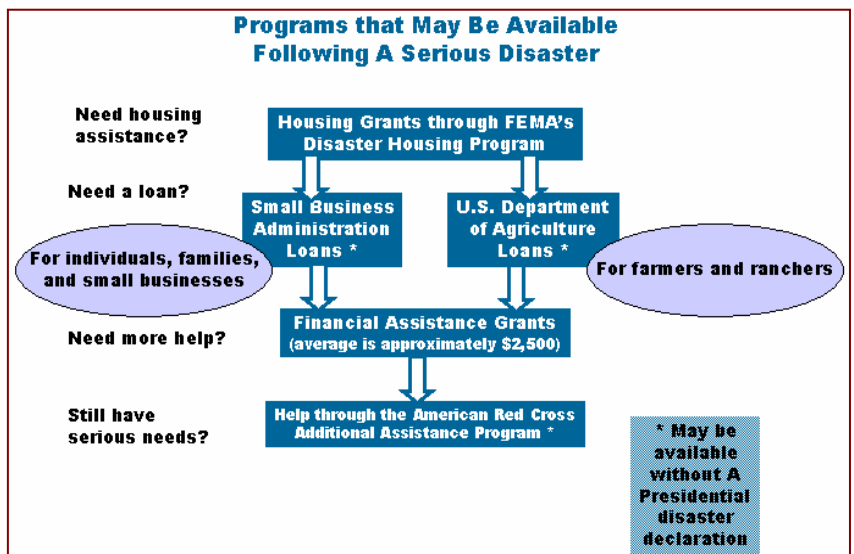 Programs that May Be Available
Following A Serious Disaster
Need housing
assistance?
Housing Grants through FEMA's
Disaster Housing Program
Need a loan?
Small Business
Administration
Loans *
U.S. Department
of Agriculture
Loans *
For individuals, families,
and small businesses
For farmers and ranchers
Need more help?
Financial Assistance Grants
(average is approximately $2,500)
Still have
serious needs?
Help through the American Red Cross
Additional Assistance Program *
* May be
available
without A
Presidential
disaster
declaration